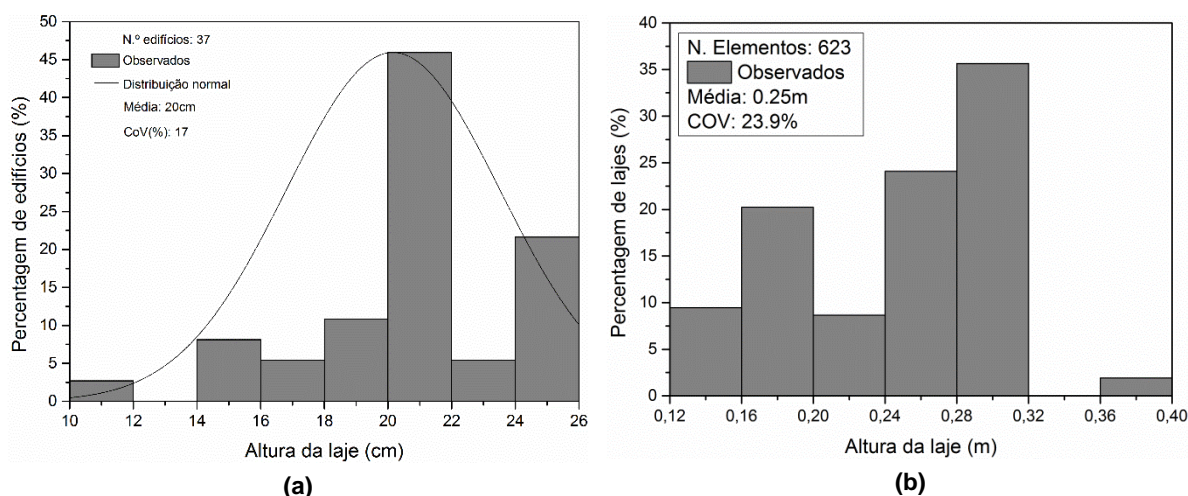 N.º edifícios: 37
Observados
Distribuição normal
Média: 20cm
CoV(%): 17
Percentagem de edifícios (%)
50
45
40
35
30
25
20
15
10
5
0
10 12 14 16 18 20 22 24 26
Altura da laje (cm)
(a)
N. Elementos: 623
Observados
Média: 0.25m
COV: 23.9%
Percentagem de lajes (%)
40
35
30
25
20
15
10
5
0
0,12 0,16 0,20 0,24 0,28 0,32 0,36 0,40
Altura da laje (m)
(b)